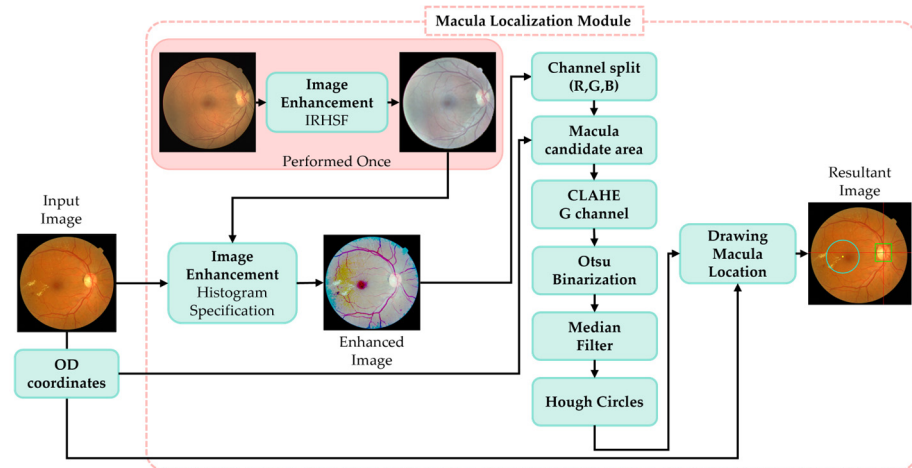 Macula Localization Module
Image
Enhancement
IRHSF
Performed Once
Channel split
(R,G,B)
Macula
candidate area
CLAHE
G channel
Otsu
Binarization
Median
Filter
Hough Circles
Input
Image
Image
Enhancement
Histogram
Specification
Enhanced
Image
OD
coordinates
Drawing
Macula
Location
Resultant
Image